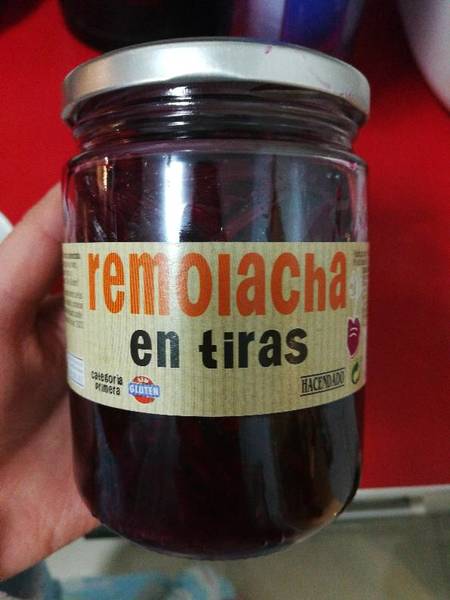 remolacha
en tiras
categoría
primera
SIN
GLUTEN
HACENDADO